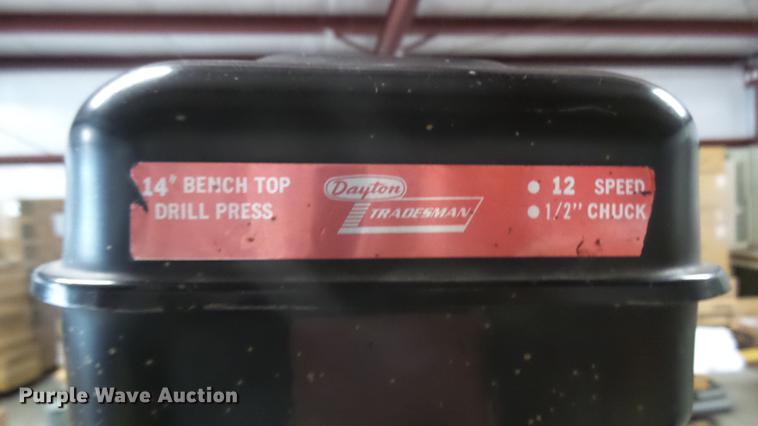 14" BENCH TOP
DRILL PRESS
Dayton
TRADESMAN
• 12 SPEED
• 1/2" CHUCK
Purple Wave Auction